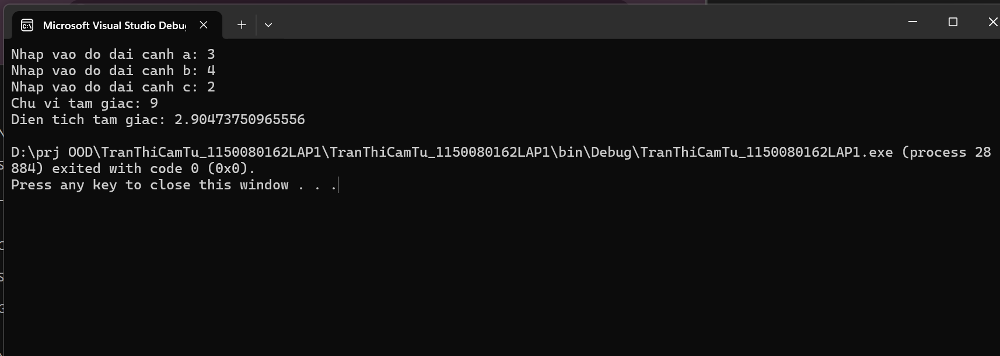 Microsoft Visual Studio Debu
Nhap vao do dai canh a: 3
Nhap vao do dai canh b: 4
Nhap vao do dai canh c: 2
Chu vi tam giac: 9
Dien tich tam giac: 2.90473750965556
D:\prj OOD\TranThiCamTu_1150080162LAP1\TranThiCamTu_1150080162LAP1\bin\Debug\TranThiCamTu_1150080162LAP1.exe (process 28
884) exited with code 0 (0x0).
Press any key to close this window . . .